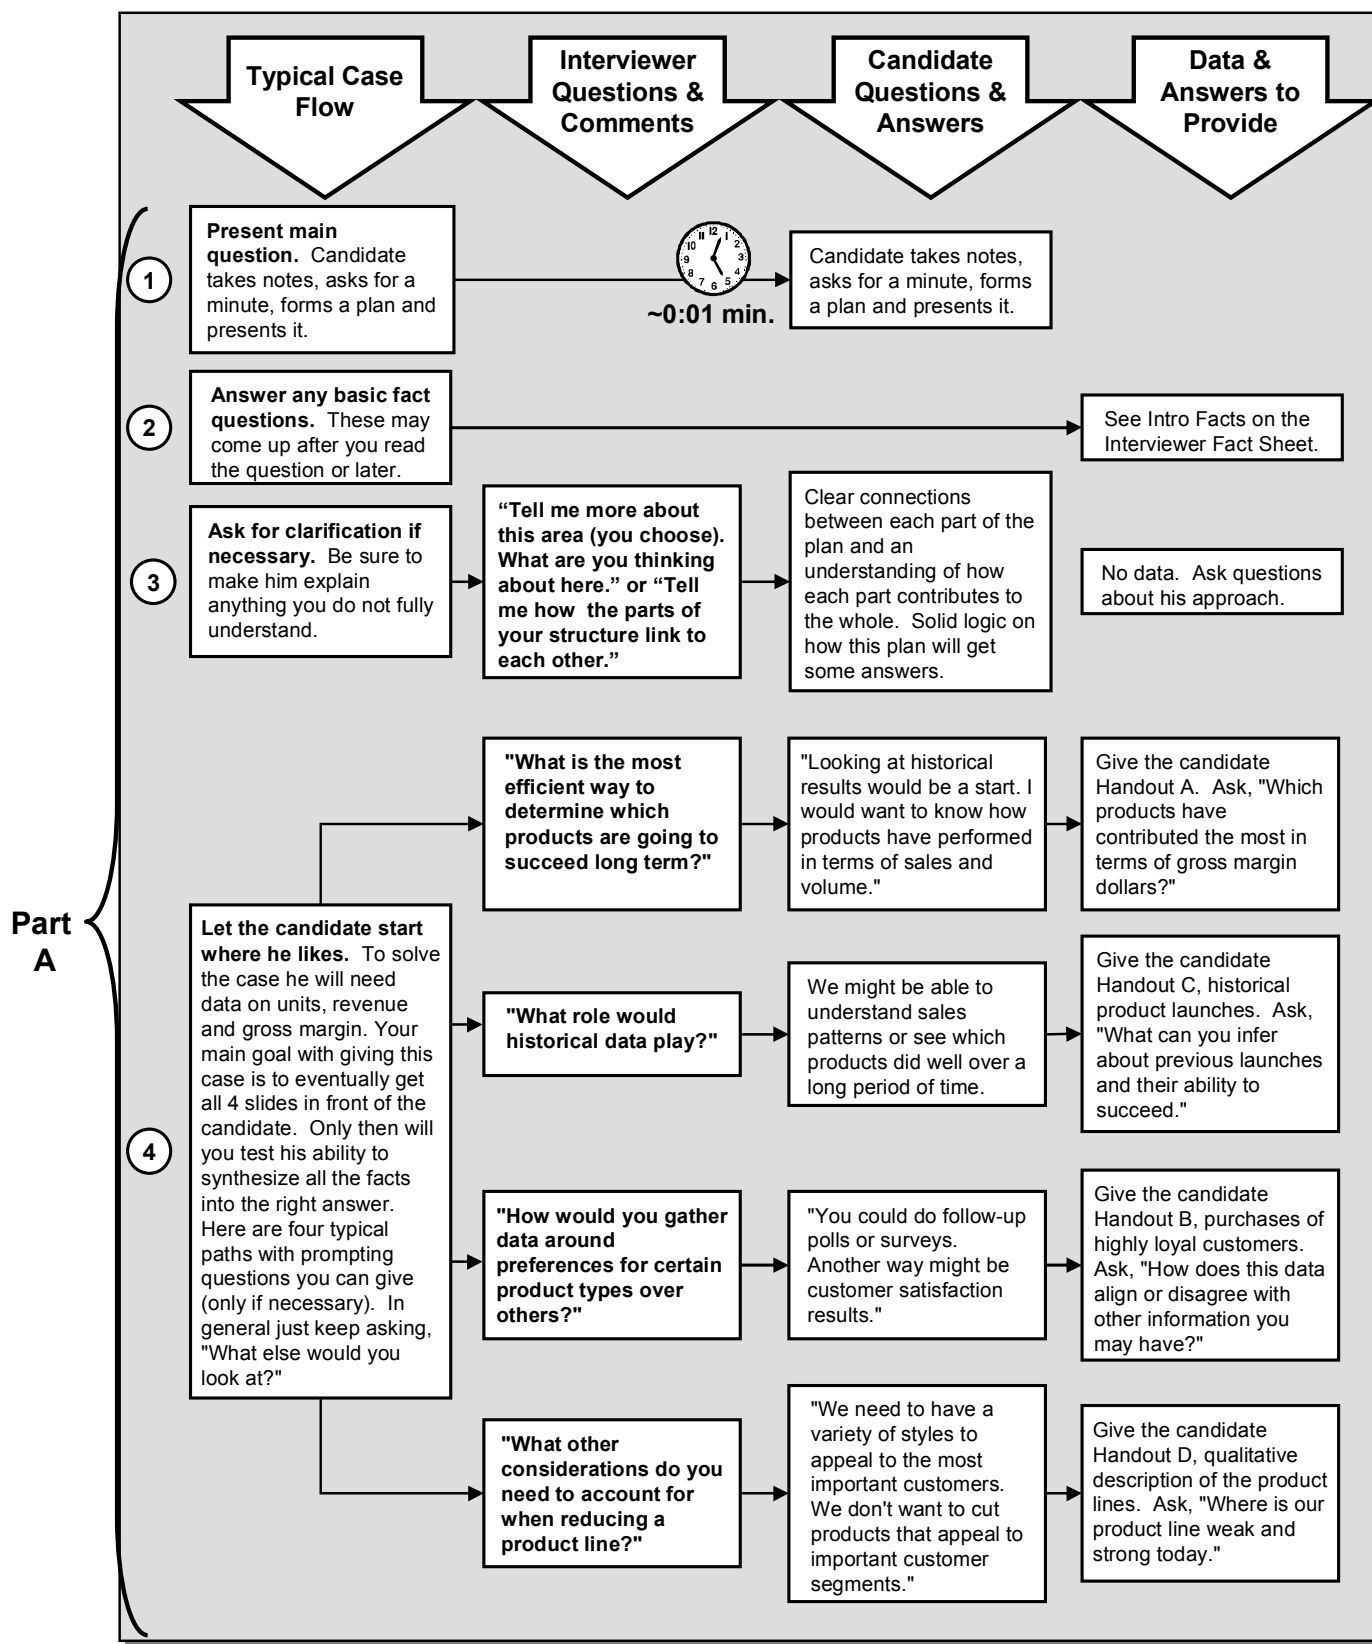 Typical Case
Flow
Interviewer
Questions &
Comments
Candidate
Questions &
Answers
Data &
Answers to
Provide
Part
A
1
Present main
question.  Candidate
takes notes, asks for a
minute, forms a plan and
presents it.
12
1
2
3
4
5
6
7
8
9
10
11
~0:01 min.
Candidate takes notes,
asks for a minute, forms
a plan and presents it.
2
Answer any basic fact
questions.  These may
come up after you read
the question or later.
See Intro Facts on the
Interviewer Fact Sheet.
3
Ask for clarification if
necessary.  Be sure to
make him explain
anything you do not fully
understand.
“Tell me more about
this area (you choose).
What are you thinking
about here.” or “Tell
me how  the parts of
your structure link to
each other.”
Clear connections
between each part of the
plan and an
understanding of how
each part contributes to
the whole.  Solid logic on
how this plan will get
some answers.
No data.  Ask questions
about his approach.
4
Let the candidate start
where he likes.  To solve
the case he will need
data on units, revenue
and gross margin. Your
main goal with giving this
case is to eventually get
all 4 slides in front of the
candidate.  Only then will
you test his ability to
synthesize all the facts
into the right answer.
Here are four typical
paths with prompting
questions you can give
(only if necessary).  In
general just keep asking,
"What else would you
look at?"
"What is the most
efficient way to
determine which
products are going to
succeed long term?"
"Looking at historical
results would be a start. I
would want to know how
products have performed
in terms of sales and
volume."
Give the candidate
Handout A.  Ask, "Which
products have
contributed the most in
terms of gross margin
dollars?"
"What role would
historical data play?"
We might be able to
understand sales
patterns or see which
products did well over a
long period of time.
Give the candidate
Handout C, historical
product launches.  Ask,
"What can you infer
about previous launches
and their ability to
succeed."
"How would you gather
data around
preferences for certain
product types over
others?"
"You could do follow-up
polls or surveys.
Another way might be
customer satisfaction
results."
Give the candidate
Handout B, purchases of
highly loyal customers.
Ask, "How does this data
align or disagree with
other information you
may have?"
"What other
considerations do you
need to account for
when reducing a
product line?"
"We need to have a
variety of styles to
appeal to the most
important customers.
We don't want to cut
products that appeal to
important customer
segments."
Give the candidate
Handout D, qualitative
description of the product
lines.  Ask, "Where is our
product line weak and
strong today."